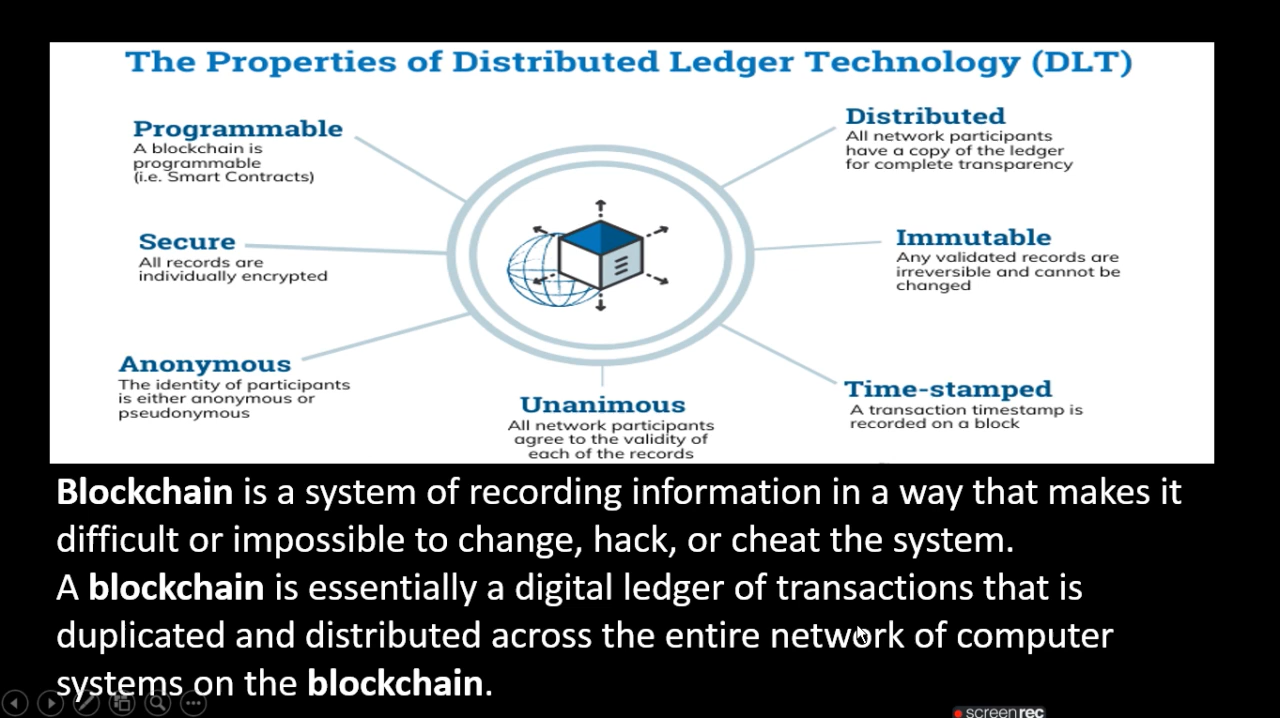 The Properties of Distributed Ledger Technology (DLT)
Programmable
A blockchain is
programmable
(i.e. Smart Contracts)
Distributed
All network participants
have a copy of the ledger
for complete transparency
Secure
All records are
individually encrypted
Immutable
Any validated records are
irreversible and cannot be
changed
Anonymous
The identity of participants
is either anonymous or
pseudonymous
Unanimous
All network participants
agree to the validity of
each of the records
Time-stamped
A transaction timestamp is
recorded on a block
Blockchain is a system of recording information in a way that makes it
difficult or impossible to change, hack, or cheat the system.
A blockchain is essentially a digital ledger of transactions that is
duplicated and distributed across the entire network of computer
systems on the blockchain.
screenrec